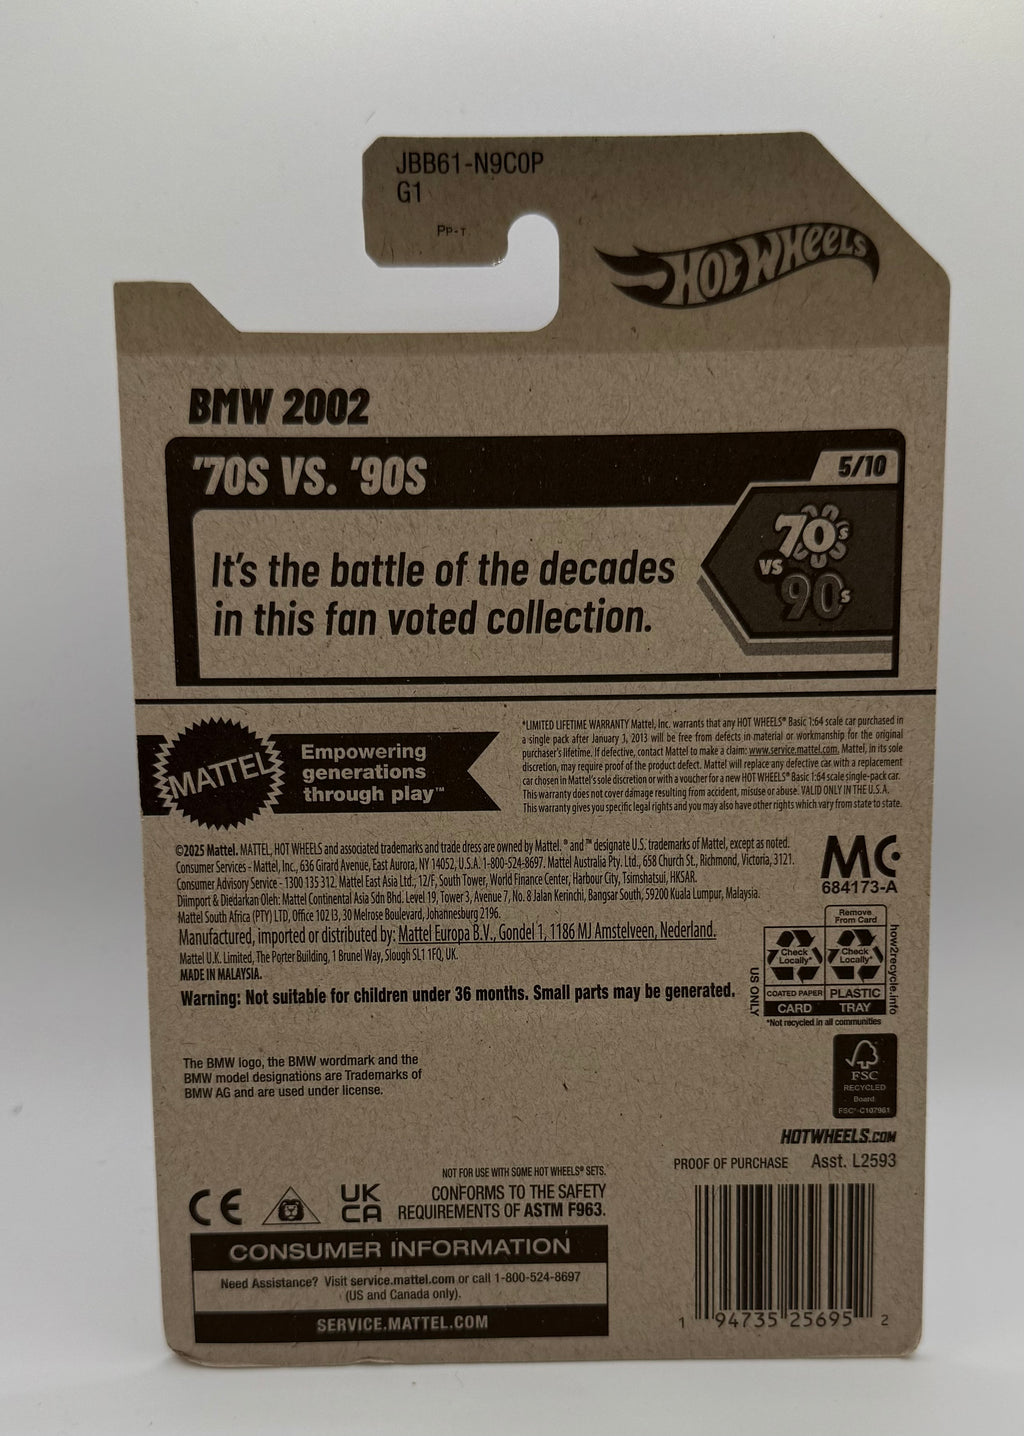 JBB61-N9C0P
G1
PP-T
HOT WHEELS
BMW 2002
'70S VS. '90S
5/10
It's the battle of the decades
in this fan voted collection.
70s
VS
90s
MATTEL
Empowering
generations
through play™
*LIMITED LIFETIME WARRANTY Mattel, Inc. warrants that any HOT WHEELS® Basic 1:64 scale car purchased in
a single pack after January 1, 2013 will be free from defects in material or workmanship for the original
purchaser's lifetime. If defective, contact Mattel to make a claim: www.service.mattel.com. Mattel, in its sole
discretion, may require proof of the product defect. Mattel will replace any defective car with a replacement
car chosen in Mattel's sole discretion or with a voucher for a new HOT WHEELS® Basic 1:64 scale single-pack car.
This warranty does not cover damage resulting from accident, misuse or abuse. VALID ONLY IN THE U.S.A.
This warranty gives you specific legal rights and you may also have other rights which vary from state to state.
©2025 Mattel. MATTEL, HOT WHEELS and associated trademarks and trade dress are owned by Mattel. ® and ™ designate U.S. trademarks of Mattel, except as noted.
Consumer Services - Mattel, Inc., 636 Girard Avenue, East Aurora, NY 14052, U.S.A. 1-800-524-8697. Mattel Australia Pty. Ltd., 658 Church St., Richmond, Victoria, 3121.
Consumer Advisory Service - 1300 135 312. Mattel East Asia Ltd., 12/F, South Tower, World Finance Center, Harbour City, Tsimshatsui, HKSAR.
Diimport & Diedarkan Oleh: Mattel Continental Asia Sdn Bhd. Level 19, Tower 3, Avenue 7, No. 8 Jalan Kerinchi, Bangsar South, 59200 Kuala Lumpur, Malaysia.
Mattel South Africa (PTY) LTD, Office 102 I3, 30 Melrose Boulevard, Johannesburg 2196.
Manufactured, imported or distributed by: Mattel Europa B.V., Gondel 1, 1186 MJ Amstelveen, Nederland.
Mattel U.K. Limited, The Porter Building, 1 Brunel Way, Slough SL1 1FQ, UK.
MADE IN MALAYSIA.
Warning: Not suitable for children under 36 months. Small parts may be generated.
MC
684173-A
Remove
From Card
Check
Locally*
Check
Locally*
COATED PAPER
CARD
PLASTIC
TRAY
US ONLY
how2recycle.info
*Not recycled in all communities
The BMW logo, the BMW wordmark and the
BMW model designations are Trademarks of
BMW AG and are used under license.
FSC
RECYCLED
Board
FSC® C107961
HOTWHEELS.COM
PROOF OF PURCHASE Asst. L2593
NOT FOR USE WITH SOME HOT WHEELS® SETS.
CE
UK
CA
CONFORMS TO THE SAFETY
REQUIREMENTS OF ASTM F963.
CONSUMER INFORMATION
Need Assistance? Visit service.mattel.com or call 1-800-524-8697
(US and Canada only).
SERVICE.MATTEL.COM
1 94735 25695 2